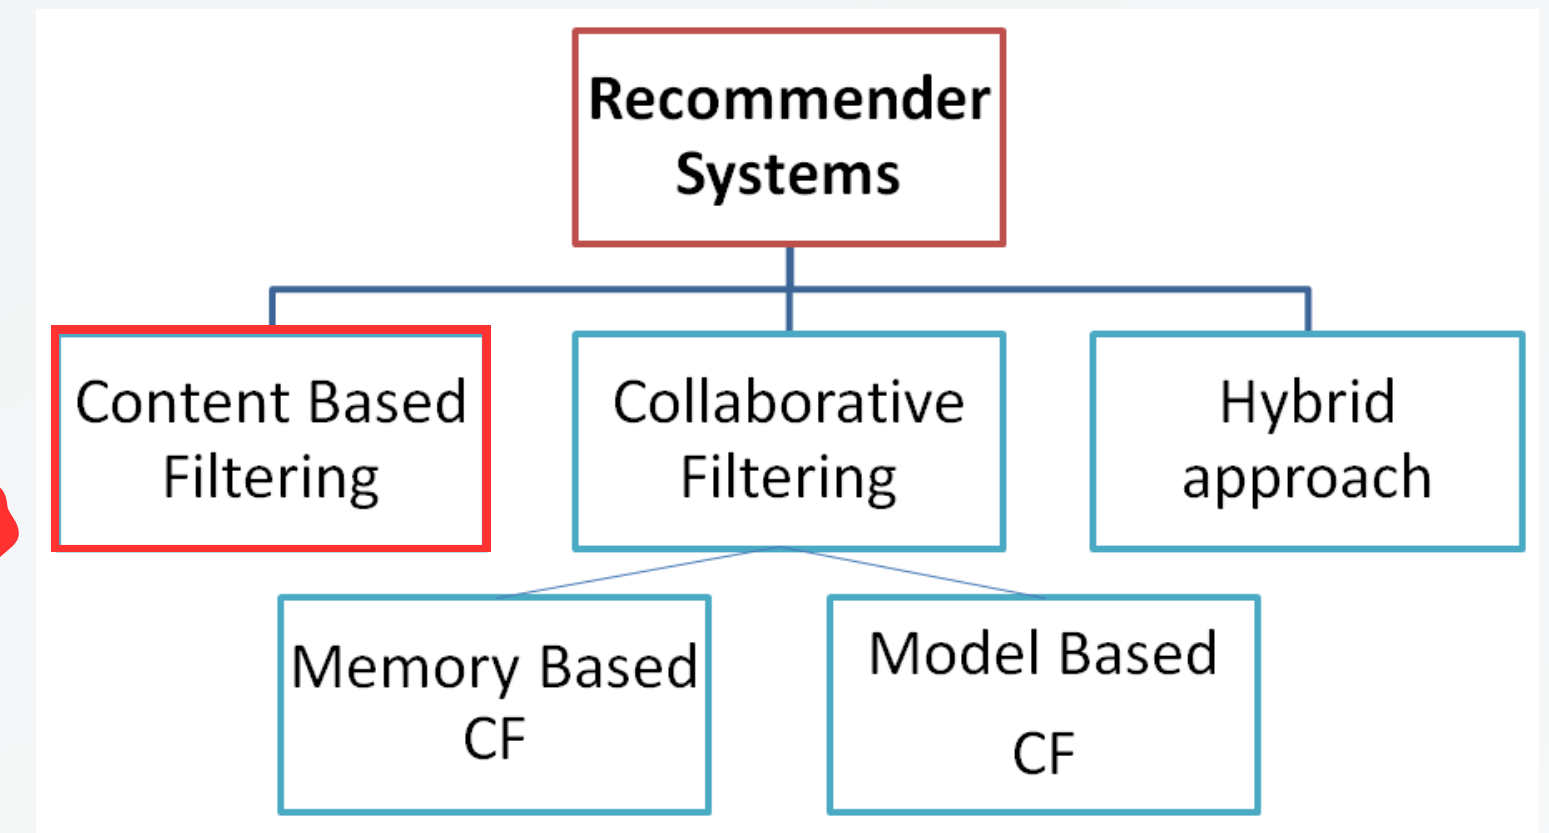 Recommender
Systems
Content Based
Filtering
Collaborative
Filtering
Hybrid
approach
Memory Based
CF
Model Based
CF